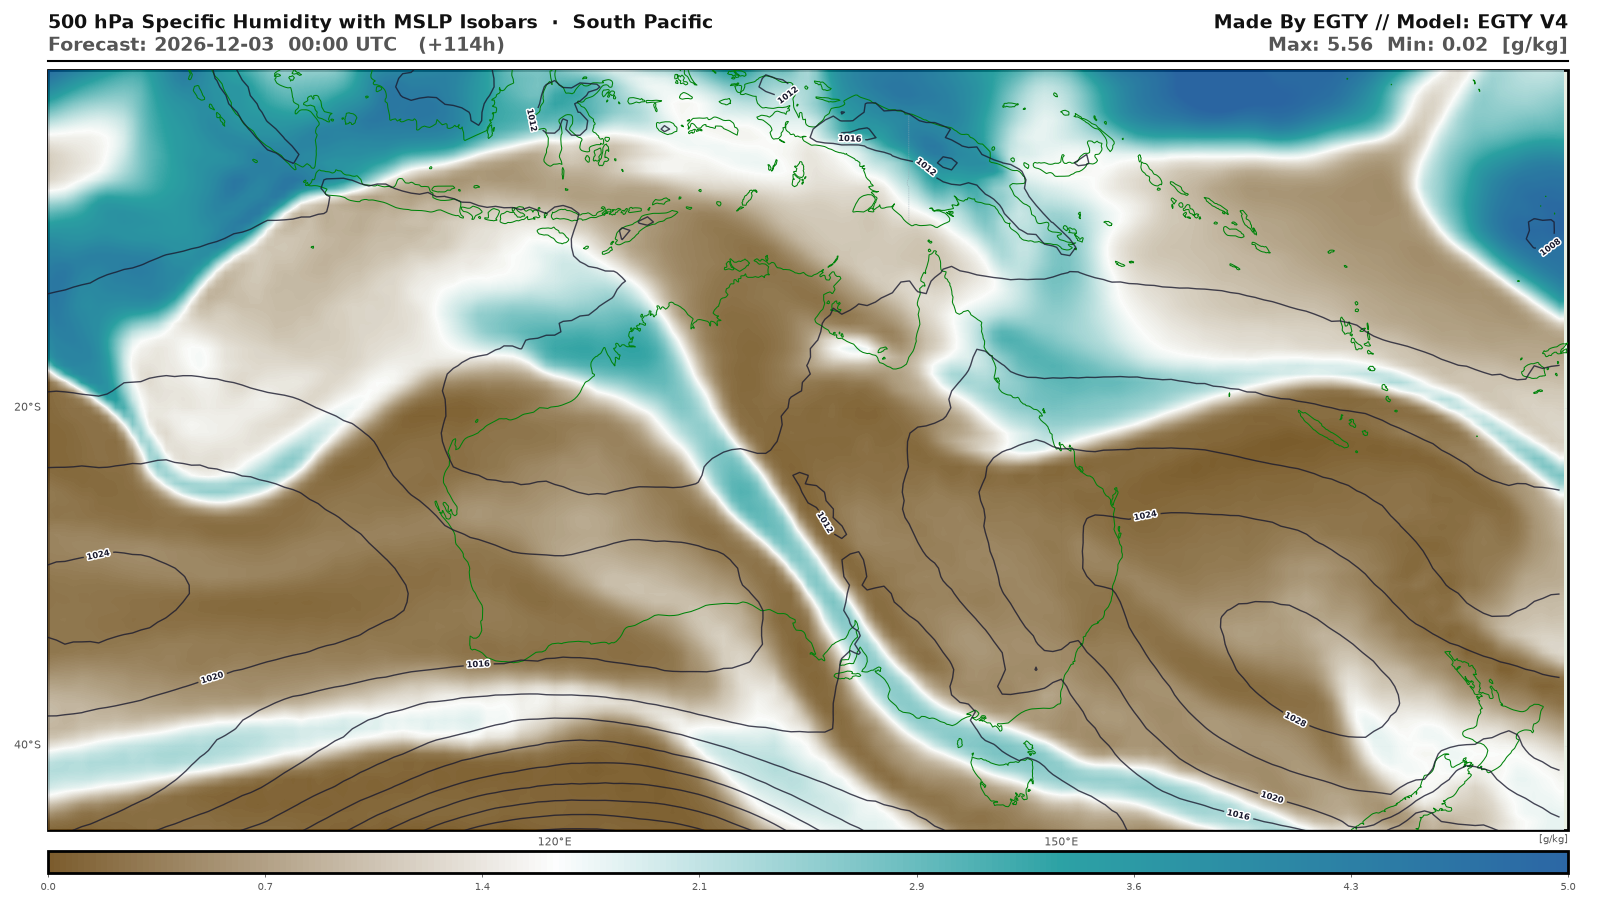 500 hPa Specific Humidity with MSLP Isobars · South Pacific
Made By EGTY // Model: EGTY V4
Forecast: 2026-12-03 00:00 UTC (+114h)
Max: 5.56 Min: 0.02 [g/kg]
1012
1012
1016
1012
1008
20°S
1012
1024
1024
1016
1020
1028
40°S
1020
1016
120°E
150°E
[g/kg]
0.0
0.7
1.4
2.1
2.9
3.6
4.3
5.0